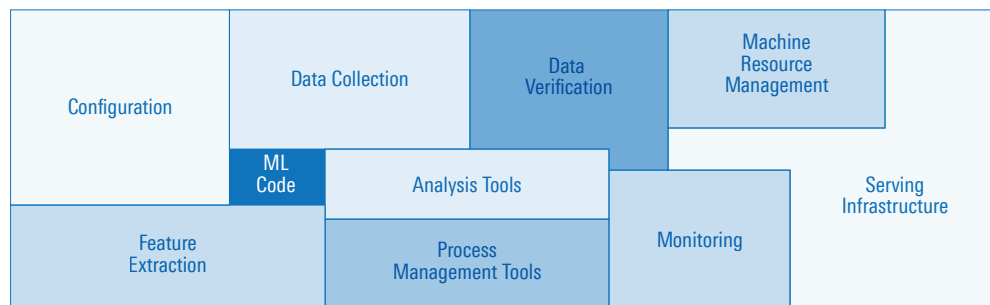 Configuration
Data Collection
Data
Verification
Machine
Resource
Management
ML
Code
Analysis Tools
Serving
Infrastructure
Feature
Extraction
Process
Management Tools
Monitoring